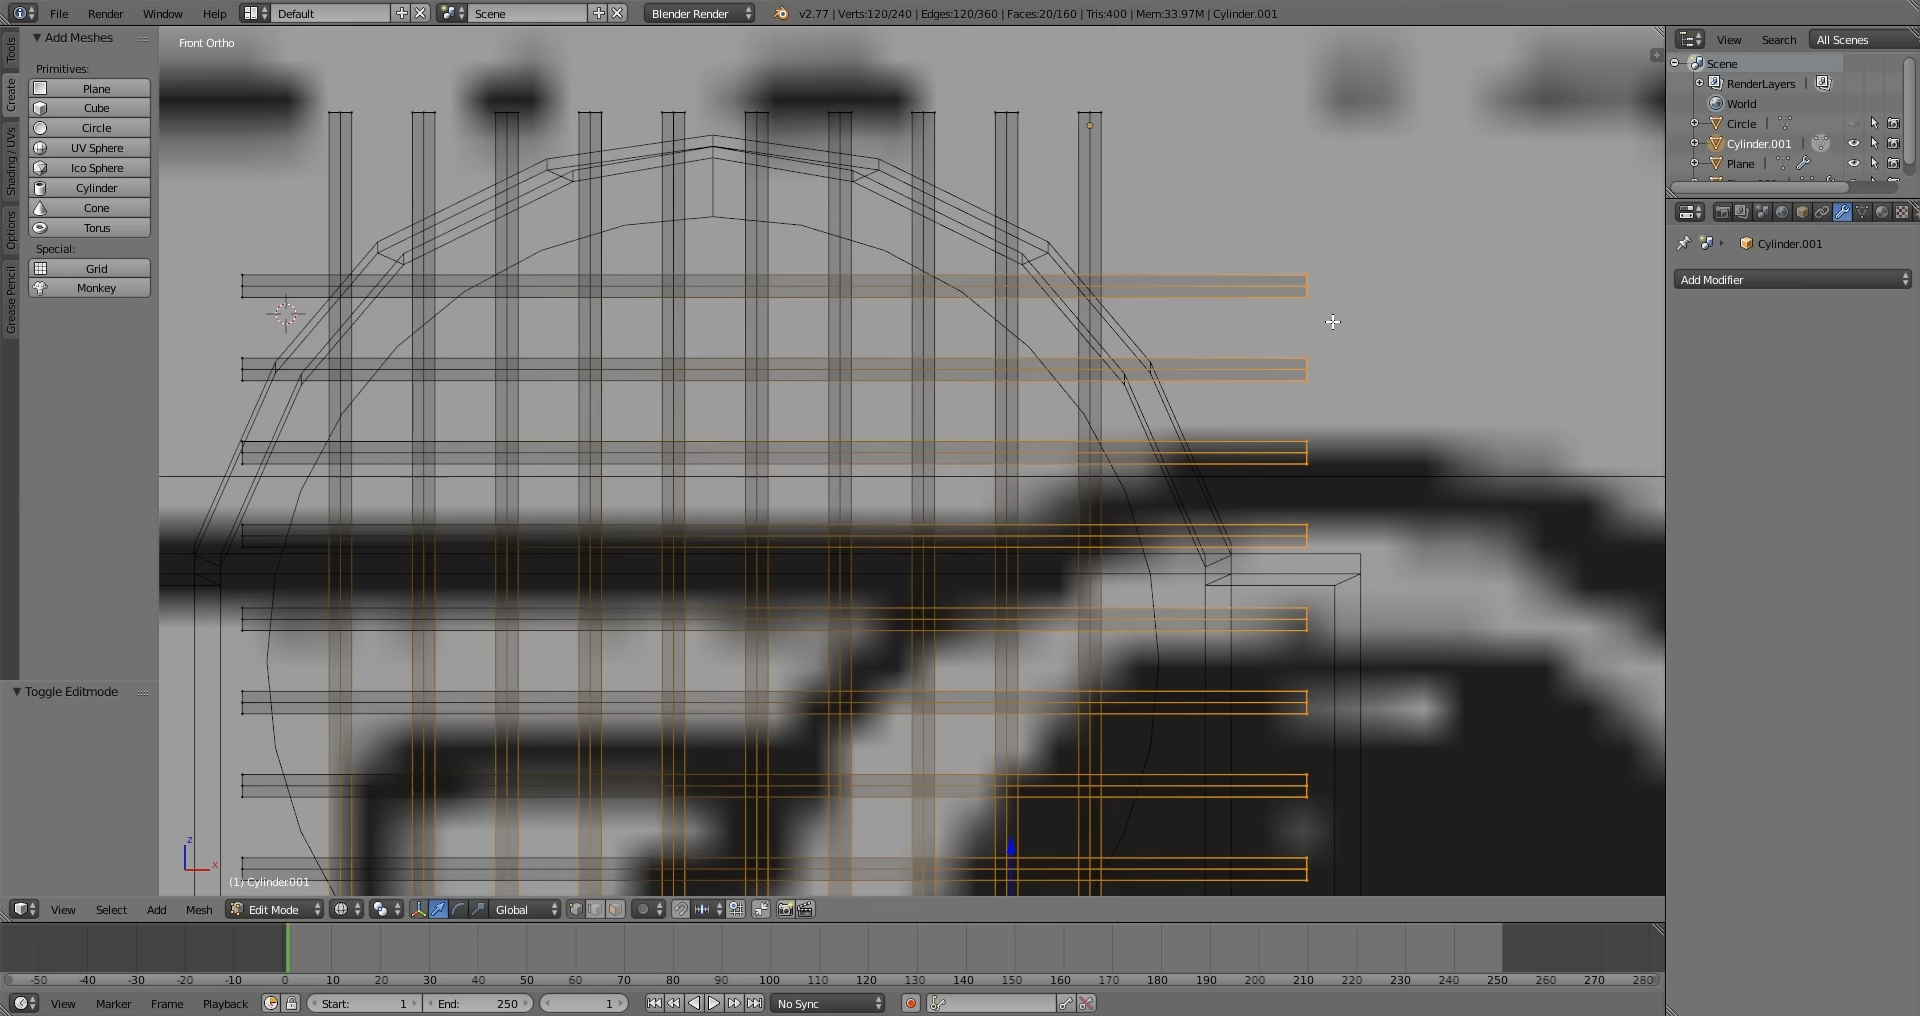 File Render Window Help Default Scene Blender Render v2.77 | Verts:120/240 | Edges:120/360 | Faces:20/160 | Tris:400 | Mem:33.97M | Cylinder.001
Tools
Create
Shading / UVs
Options
Grease Pencil
Add Meshes
Primitives:
Plane
Cube
Circle
UV Sphere
Ico Sphere
Cylinder
Cone
Torus
Special:
Grid
Monkey
Toggle Editmode
Front Ortho
z
x
(1) Cylinder.001
View Search All Scenes
Scene
RenderLayers
World
Circle
Cylinder.001
Plane
Cylinder.001
Add Modifier
View Select Add Mesh Edit Mode Global
-50 -40 -30 -20 -10 0 10 20 30 40 50 60 70 80 90 100 110 120 130 140 150 160 170 180 190 200 210 220 230 240 250 260 270 280
View Marker Frame Playback Start: 1 End: 250 1 No Sync